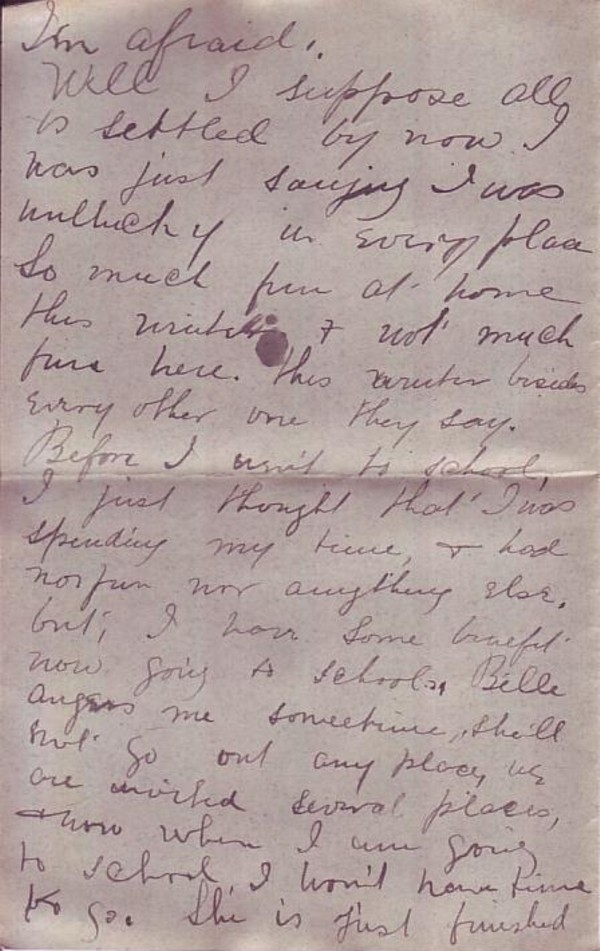 I'm afraid.
Well I suppose all
is settled by now I
was just saying I was
unlucky in every place
So much fun at home
this winter & not much
fun here. this winter besides
every other one they say.
Before I went to school,
I just thought that I was
spending my time, & had
no fun nor anything else.
but, I have some benefit
now going to school. Belle
angers me sometime, she'll
not go out any place, we
are invited several places,
& now when I am going
to school, I won't have time
to go. She is just finished